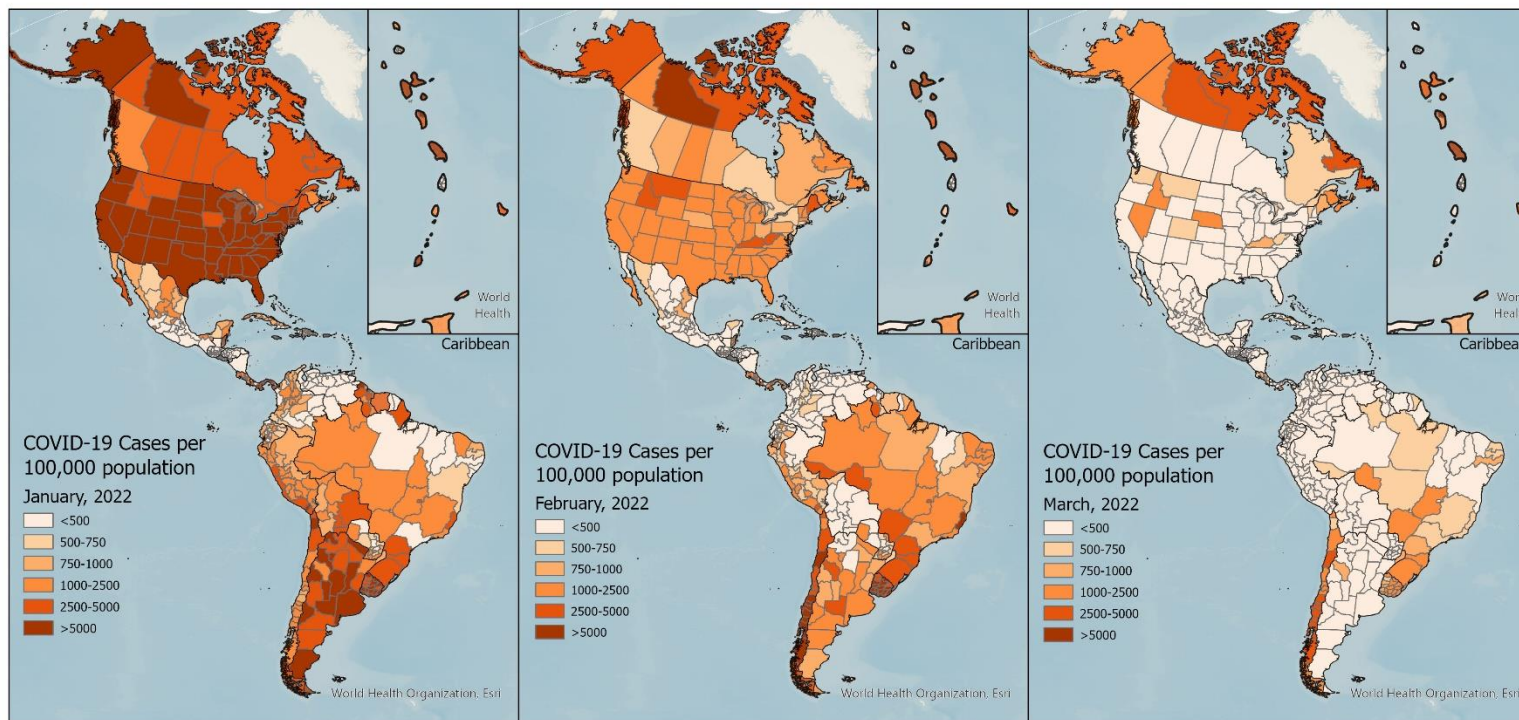 World
Health
Caribbean
COVID-19 Cases per
100,000 population
January, 2022
<500
500-750
750-1000
1000-2500
2500-5000
>5000
World Health Organization, Esri
World
Health
Caribbean
COVID-19 Cases per
100,000 population
February, 2022
<500
500-750
750-1000
1000-2500
2500-5000
>5000
World Health Organization, Esri
World
Health
Caribbean
COVID-19 Cases per
100,000 population
March, 2022
<500
500-750
750-1000
1000-2500
2500-5000
>5000
World Health Organization, Esri